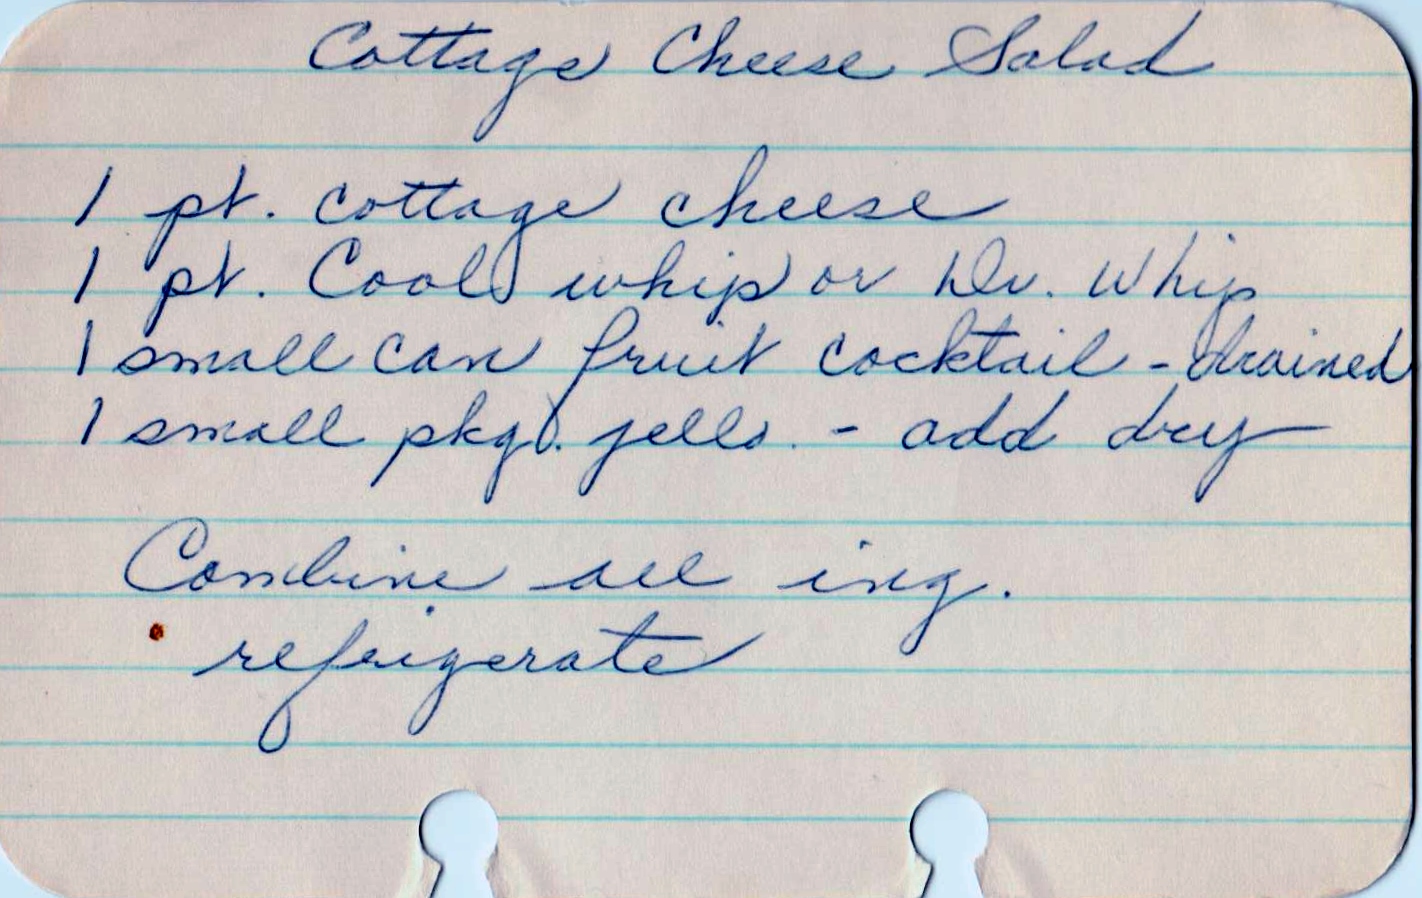 Cottage Cheese Salad
1 pt. cottage cheese
1 pt. Cool whip or Whip
1 small can fruit cocktail - drained
1 small pkg. jello. - add dry
Combine all ing.
refrigerate